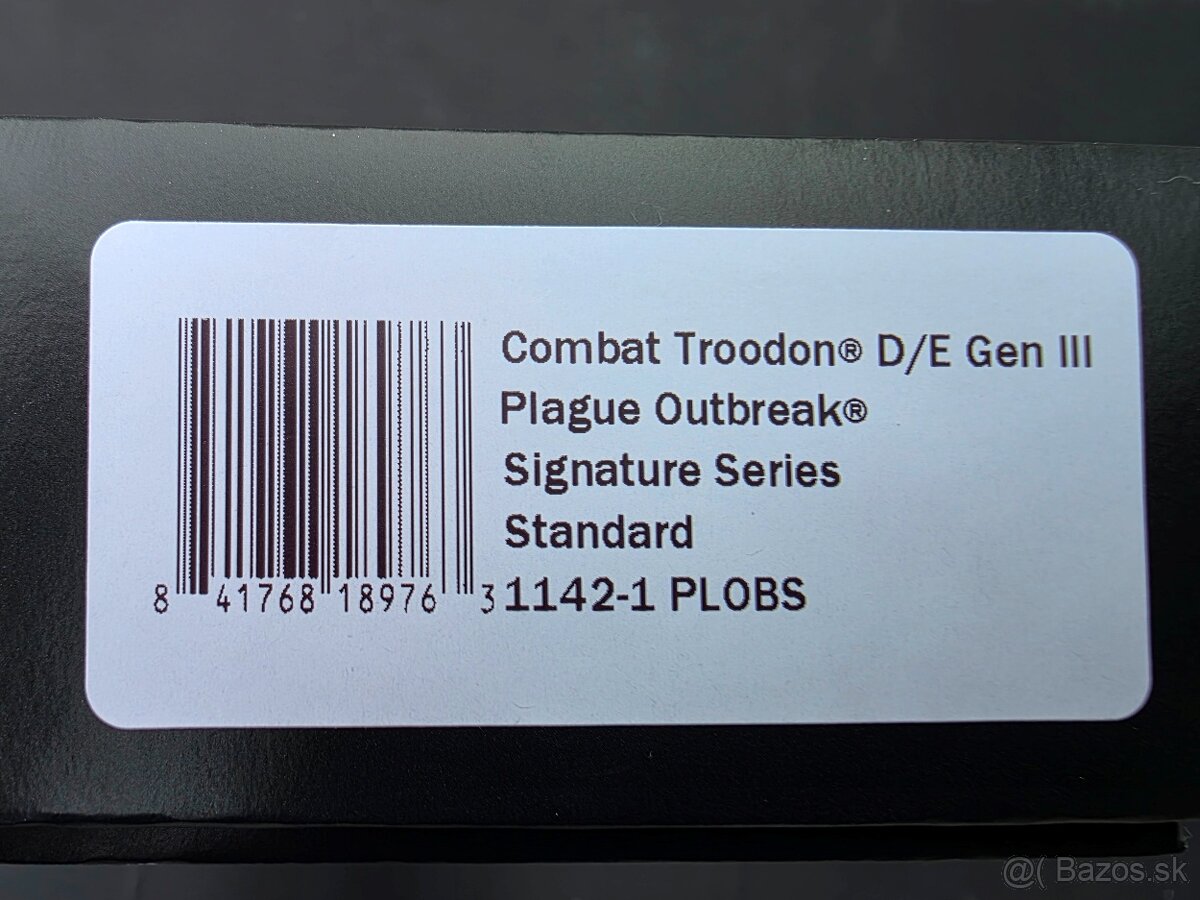 Combat Troodon® D/E Gen III
Plague Outbreak®
Signature Series
Standard
1142-1 PLOBS
8 41768 18976 3
@( Bazos.sk